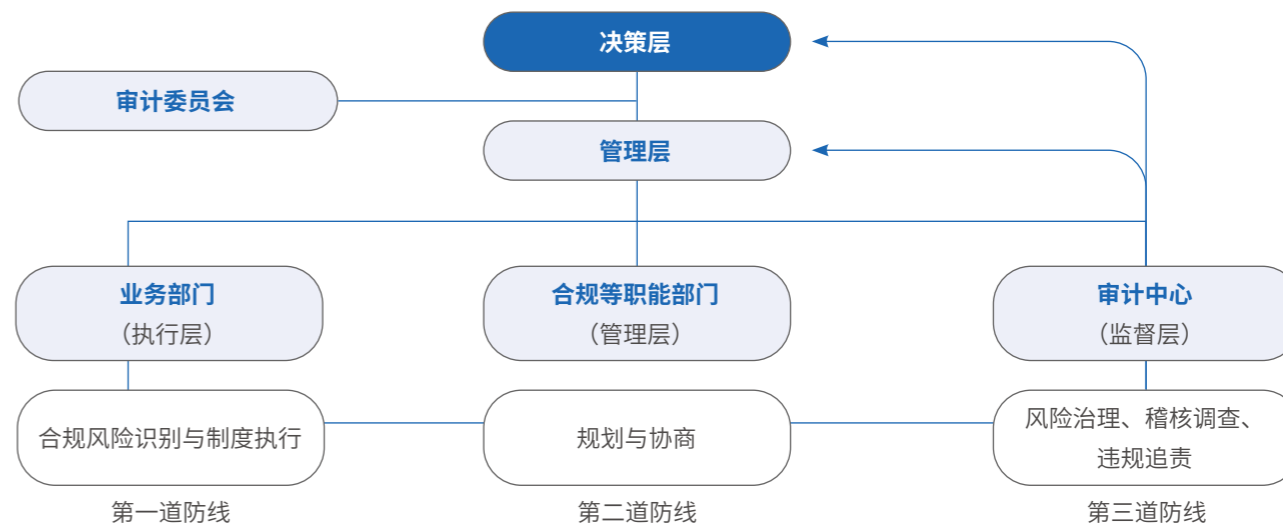 决策层
审计委员会
管理层
业务部门
（执行层）
合规等职能部门
（管理层）
审计中心
（监督层）
合规风险识别与制度执行
规划与协商
风险治理、稽核调查、
违规追责
第一道防线
第二道防线
第三道防线